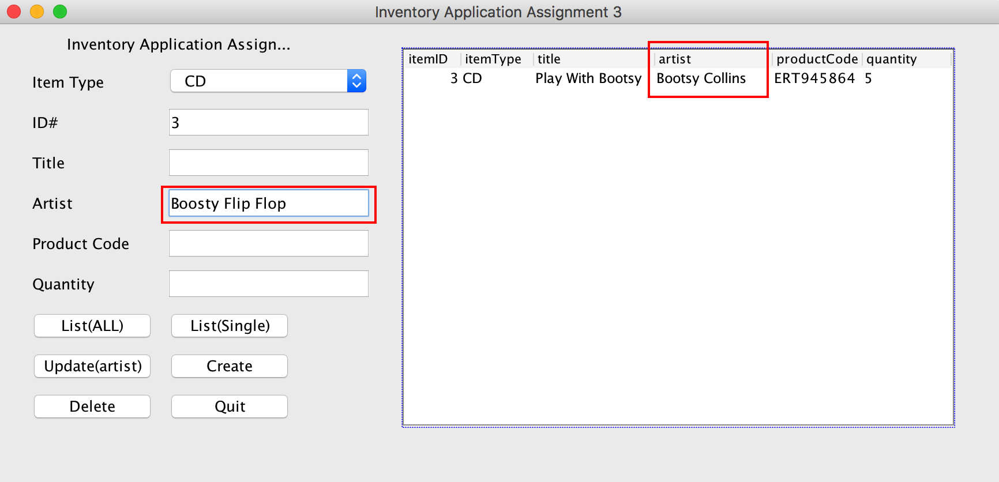 Inventory Application Assignment 3
Inventory Application Assign...
Item Type CD
ID# 3
Title
Artist Boosty Flip Flop
Product Code
Quantity
List(ALL) List(Single)
Update(artist) Create
Delete Quit
itemID itemType title artist productCode quantity
3 CD Play With Bootsy Bootsy Collins ERT945864 5